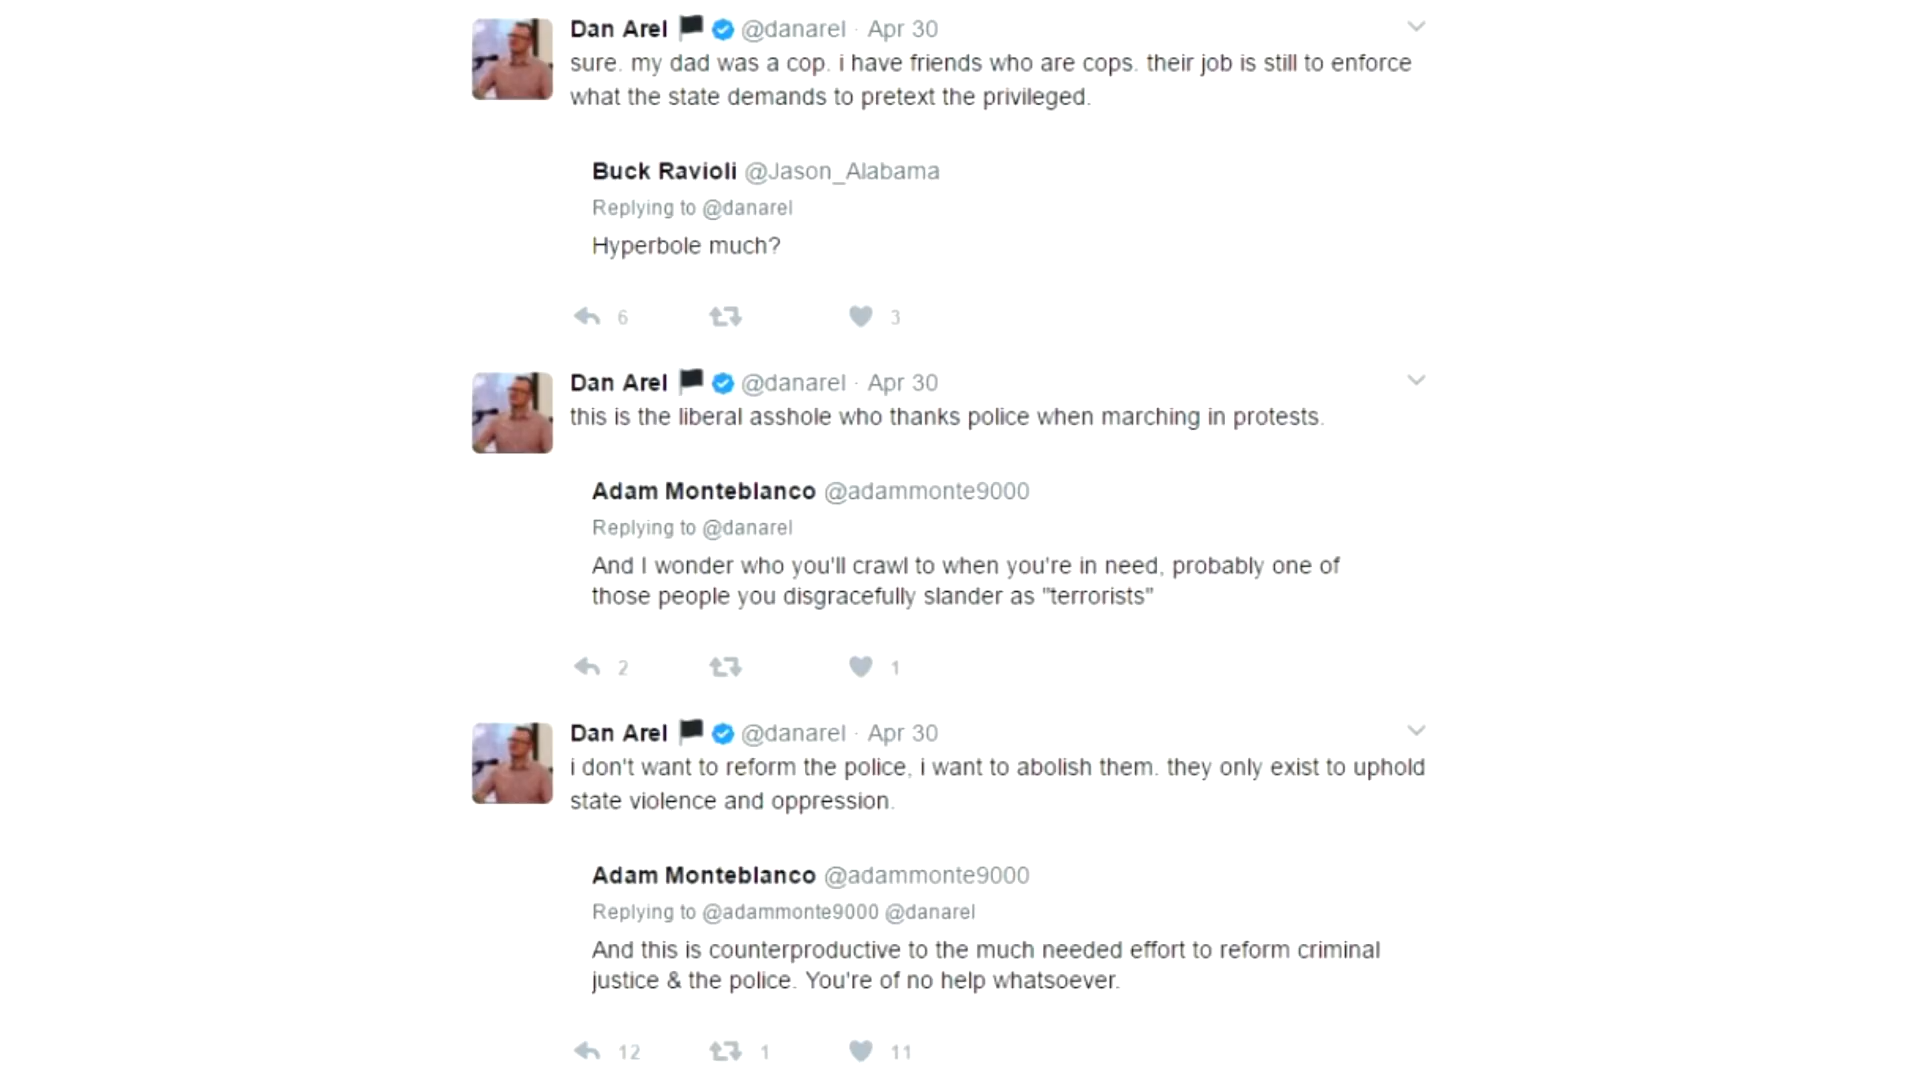 Dan Arel @danarel · Apr 30
sure. my dad was a cop. i have friends who are cops. their job is still to enforce
what the state demands to pretext the privileged.
Buck Ravioli @Jason_Alabama
Replying to @danarel
Hyperbole much?
6 3
Dan Arel @danarel · Apr 30
this is the liberal asshole who thanks police when marching in protests.
Adam Monteblanco @adammonte9000
Replying to @danarel
And I wonder who you'll crawl to when you're in need, probably one of
those people you disgracefully slander as "terrorists"
2 1
Dan Arel @danarel · Apr 30
i don't want to reform the police, i want to abolish them. they only exist to uphold
state violence and oppression.
Adam Monteblanco @adammonte9000
Replying to @adammonte9000 @danarel
And this is counterproductive to the much needed effort to reform criminal
justice & the police. You're of no help whatsoever.
12 1 11